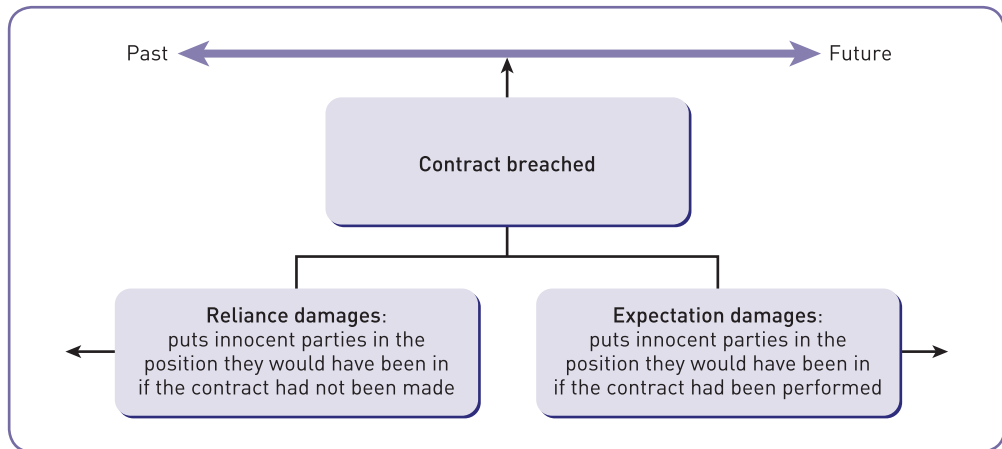 Past
Future
Contract breached
Reliance damages:
puts innocent parties in the
position they would have been in
if the contract had not been made
Expectation damages:
puts innocent parties in the
position they would have been in
if the contract had been performed